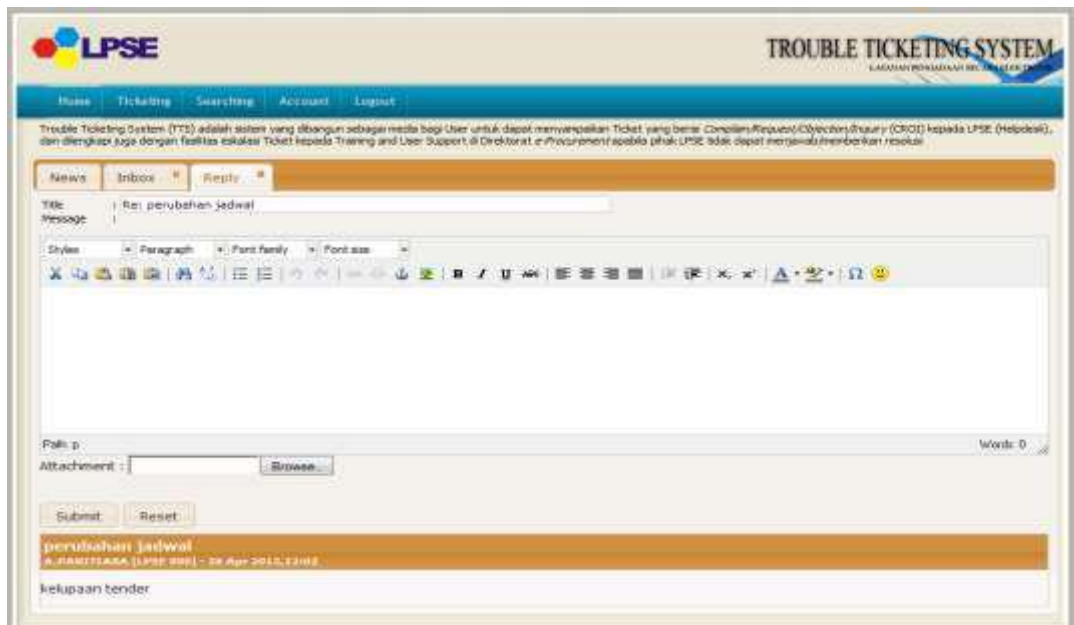 LPSE
TROUBLE TICKETING SYSTEM
LAYANAN PENGADAAN SECARA
Home Ticketing Searching Account Logout
Trouble Ticketing System (TTS) adalah sistem yang dibangun sebagai media bagi User untuk dapat menyampaikan Ticket yang berisi Complain/Request/Objection/Inquiry (CROI) kepada LPSE (Helpdesk),
dan dilengkapi juga dengan fasilitas eskalasi Ticket kepada Training and User Support di Direktorat e-Procurement apabila pihak LPSE tidak dapat menjawab/memberikan resolusi
News Inbox Reply
Title : Re: perubahan jadwal
Message :
Styles Paragraph Font family Font size
Path: p Words: 0
Attachment : Browse...
Submit Reset
perubahan jadwal
kelupaan tender